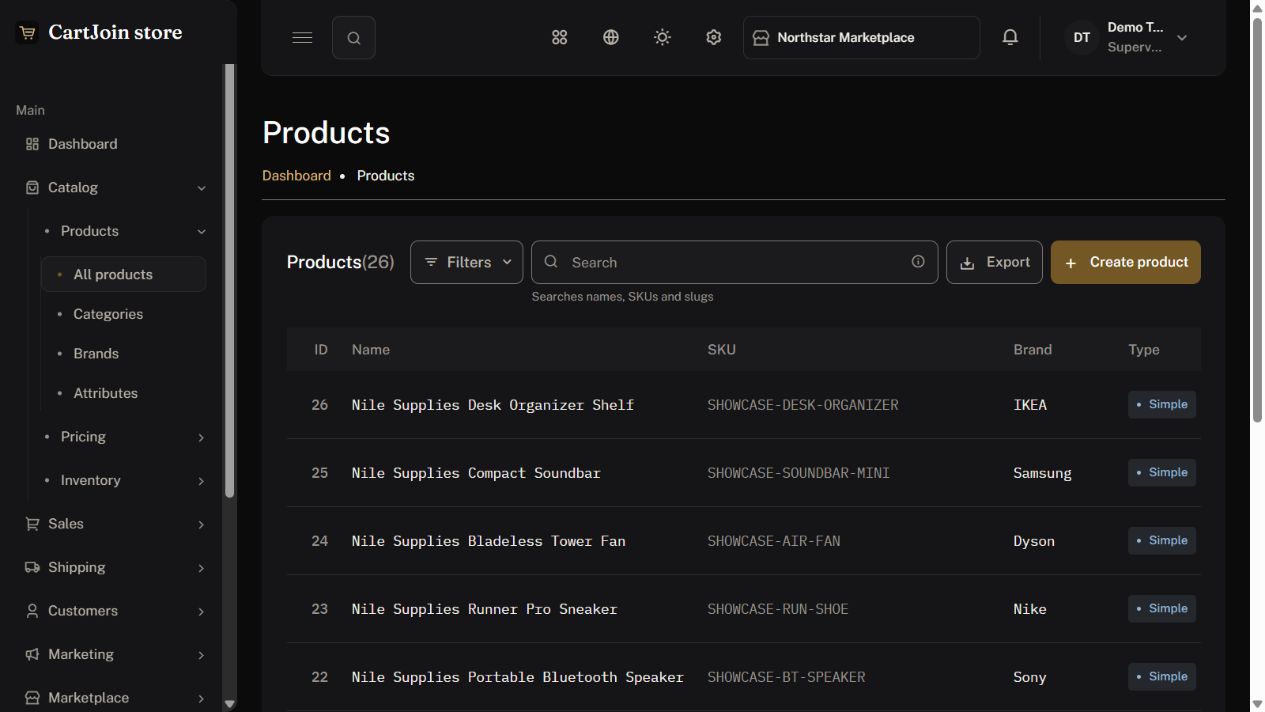 CartJoin store
Northstar Marketplace
DT
Demo T...
Superv...
Main
Dashboard
Catalog
Products
All products
Categories
Brands
Attributes
Pricing
Inventory
Sales
Shipping
Customers
Marketing
Marketplace
Products
Dashboard • Products
Products(26)
Filters
Search
Export
+ Create product
Searches names, SKUs and slugs
ID Name SKU Brand Type
26 Nile Supplies Desk Organizer Shelf SHOWCASE-DESK-ORGANIZER IKEA • Simple
25 Nile Supplies Compact Soundbar SHOWCASE-SOUNDBAR-MINI Samsung • Simple
24 Nile Supplies Bladeless Tower Fan SHOWCASE-AIR-FAN Dyson • Simple
23 Nile Supplies Runner Pro Sneaker SHOWCASE-RUN-SHOE Nike • Simple
22 Nile Supplies Portable Bluetooth Speaker SHOWCASE-BT-SPEAKER Sony • Simple